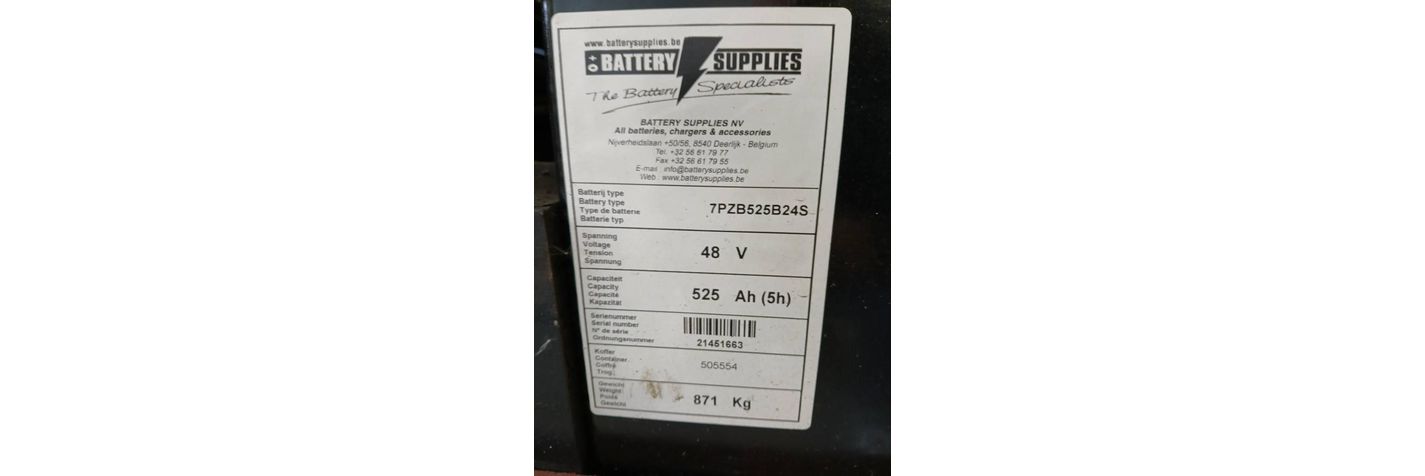 www.batterysupplies.be
BATTERY SUPPLIES
The Battery Specialists
BATTERY SUPPLIES NV
All batteries, chargers & accessories
Nijverheidslaan +50/56, 8540 Deerlijk - Belgium
Tel. +32 56 61 79 77
Fax +32 56 61 79 55
E-mail : info@batterysupplies.be
Web : www.batterysupplies.be
Batterij type
Battery type
Type de batterie
Batterie typ
7PZB525B24S
Spanning
Voltage
Tension
Spannung
48 V
Capaciteit
Capacity
Capacité
Kapazität
525 Ah (5h)
Serienummer
Serial number
N° de série
Ordnungsnummer
21451663
Koffer
Container
Coffre
Trog
505554
Gewicht
Weight
Poids
Gewicht
871 Kg